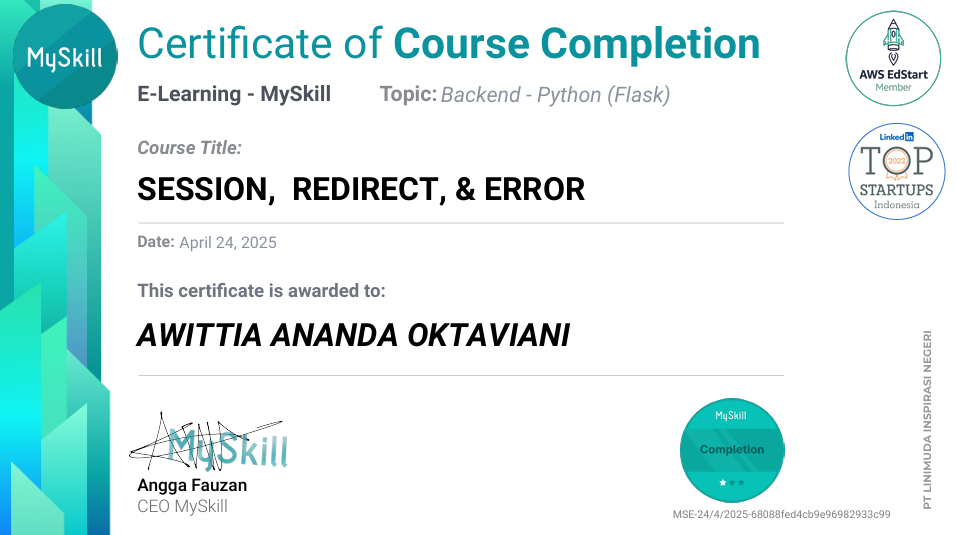 MySkill
Certificate of Course Completion
E-Learning - MySkill
Topic: Backend - Python (Flask)
AWS EdStart
Member
Course Title:
SESSION, REDIRECT, & ERROR
LinkedIn
TOP
2022
STARTUPS
Indonesia
Date: April 24, 2025
This certificate is awarded to:
AWITTIA ANANDA OKTAVIANI
MySkill
Angga Fauzan
CEO MySkill
MySkill
Completion
MSE-24/4/2025-68088fed4cb9e96982933c99
PT LINIMUDA INSPIRASI NEGERI